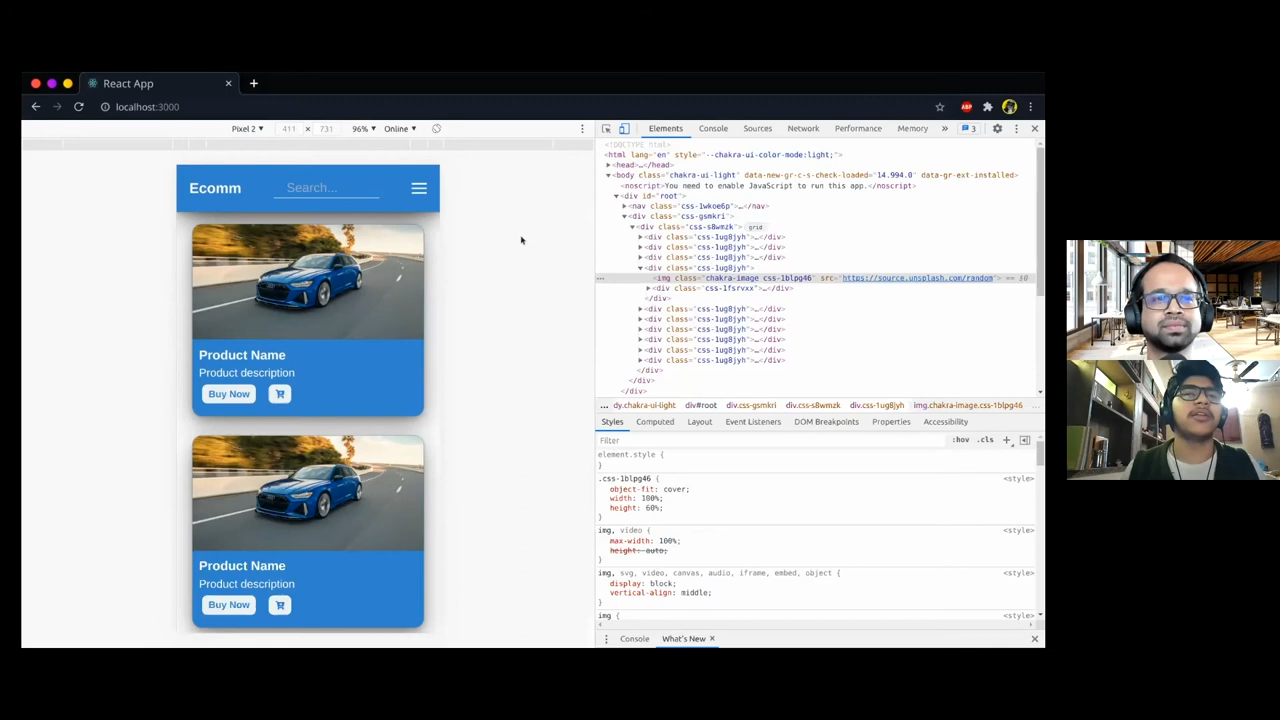 React App
localhost:3000
ABP
Pixel 2 ▼ 411 × 731 96% ▼ Online ▼
Elements Console Sources Network Performance Memory » 3
Ecomm Search...
Product Name
Product description
Buy Now
Product Name
Product description
Buy Now
<!DOCTYPE html>
<html lang="en" style="--chakra-ui-color-mode:light;">
▶<head>…</head>
▼<body class="chakra-ui-light" data-new-gr-c-s-check-loaded="14.994.0" data-gr-ext-installed>
<noscript>You need to enable JavaScript to run this app.</noscript>
▼<div id="root">
▶<nav class="css-1wkoe6p">…</nav>
▼<div class="css-gsmkri">
▼<div class="css-s8wmzk"> grid
▶<div class="css-1ug8jyh">…</div>
▶<div class="css-1ug8jyh">…</div>
▶<div class="css-1ug8jyh">…</div>
▼<div class="css-1ug8jyh">
<img class="chakra-image css-1blpg46" src="https://source.unsplash.com/random"> == $0
▶<div class="css-1fsrvxx">…</div>
</div>
▶<div class="css-1ug8jyh">…</div>
▶<div class="css-1ug8jyh">…</div>
▶<div class="css-1ug8jyh">…</div>
▶<div class="css-1ug8jyh">…</div>
▶<div class="css-1ug8jyh">…</div>
▶<div class="css-1ug8jyh">…</div>
</div>
</div>
</div>
... dy.chakra-ui-light div#root div.css-gsmkri div.css-s8wmzk div.css-1ug8jyh img.chakra-image.css-1blpg46 ...
Styles Computed Layout Event Listeners DOM Breakpoints Properties Accessibility
Filter :hov .cls +
element.style {
}
.css-1blpg46 { <style>
object-fit: cover;
width: 100%;
height: 60%;
}
img, video { <style>
max-width: 100%;
height: auto;
}
img, svg, video, canvas, audio, iframe, embed, object { <style>
display: block;
vertical-align: middle;
}
img { <style>
Console What's New ×